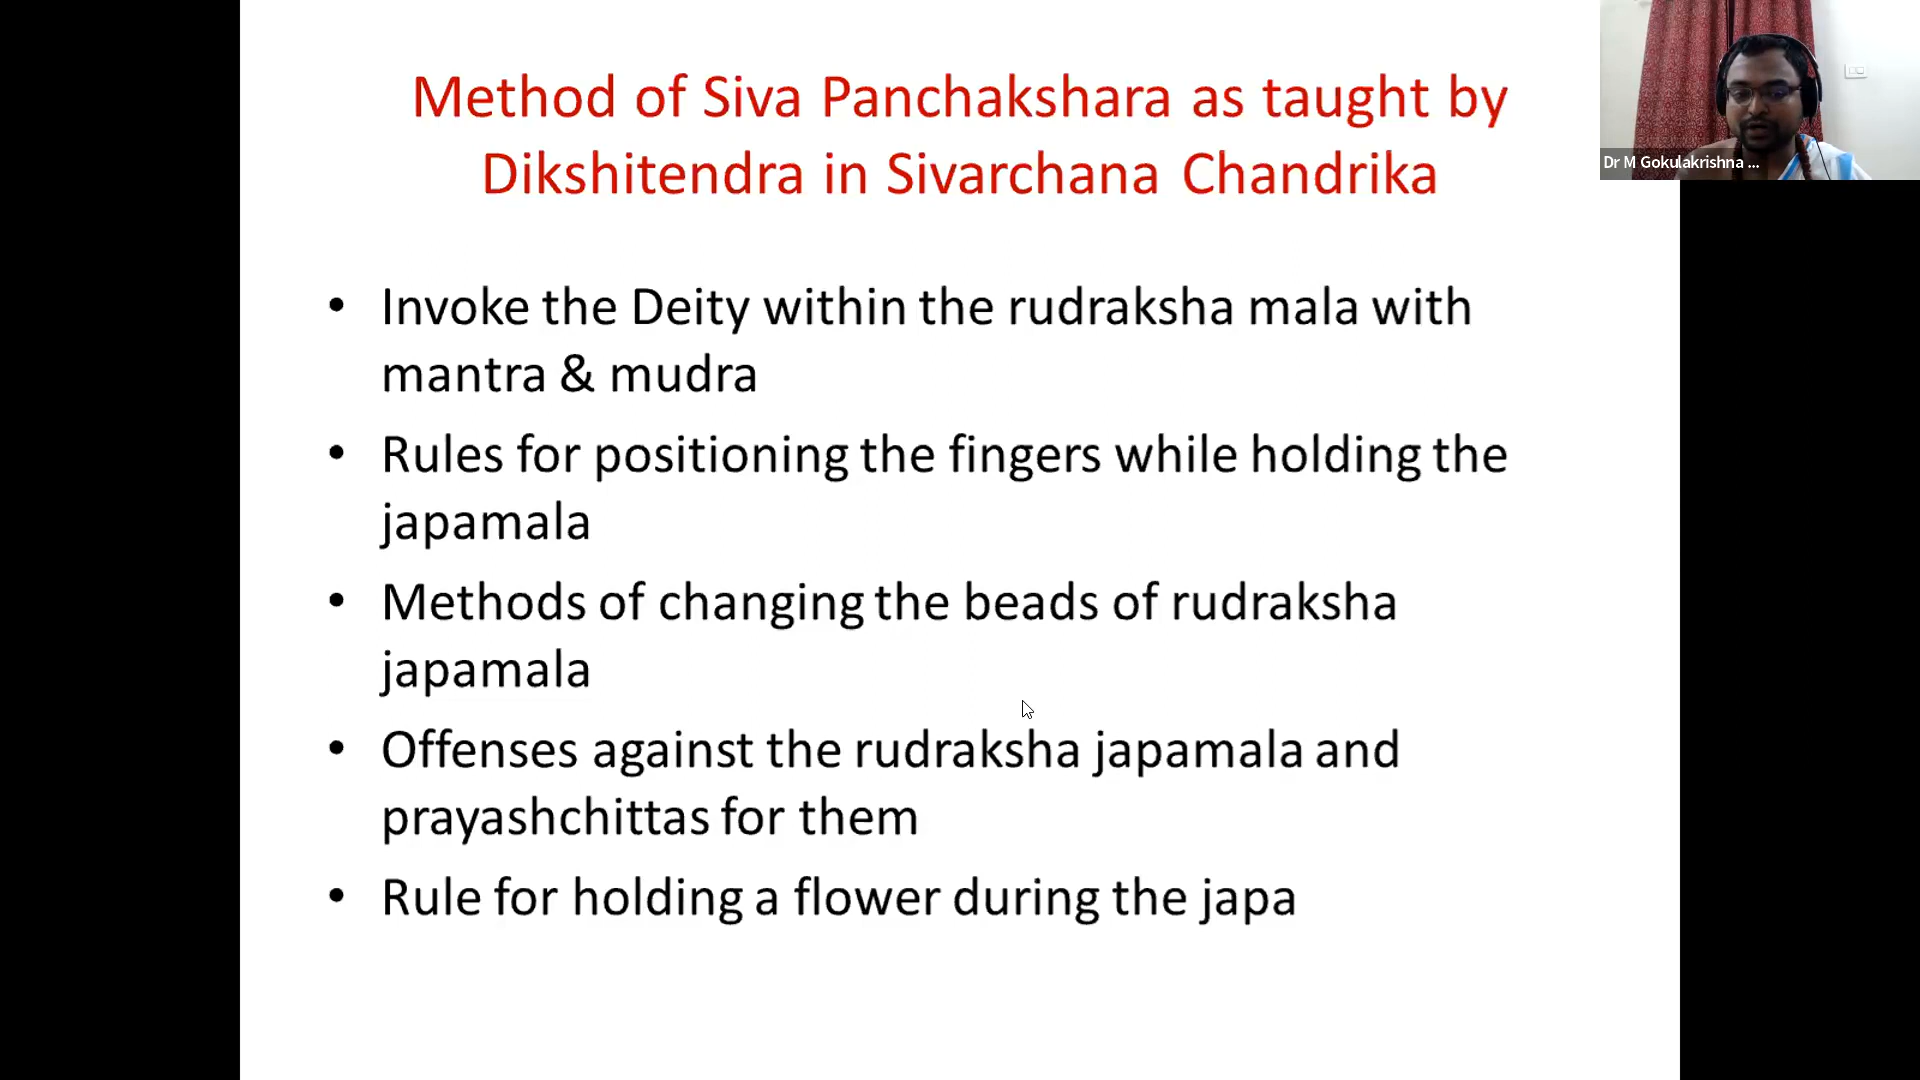 Method of Siva Panchakshara as taught by
Dikshitendra in Sivarchana Chandrika
• Invoke the Deity within the rudraksha mala with
mantra & mudra
• Rules for positioning the fingers while holding the
japamala
• Methods of changing the beads of rudraksha
japamala
• Offenses against the rudraksha japamala and
prayashchittas for them
• Rule for holding a flower during the japa
Dr M Gokulakrishna ...